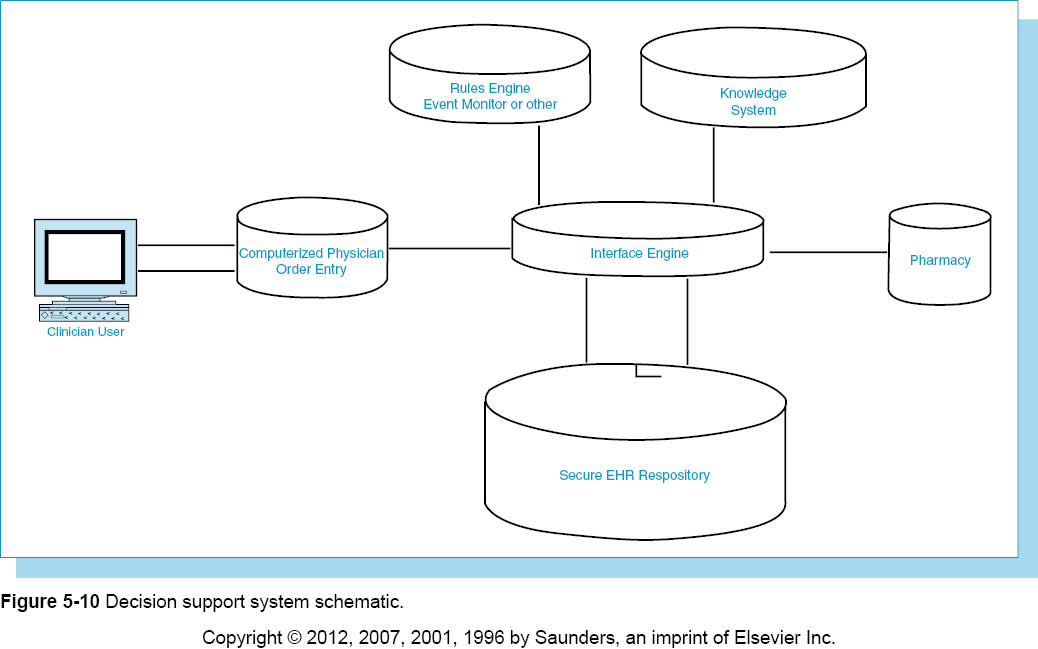 Rules Engine
Event Monitor or other
Knowledge
System
Computerized Physician
Order Entry
Interface Engine
Pharmacy
Clinician User
Secure EHR Respository
Figure 5-10 Decision support system schematic.
Copyright © 2012, 2007, 2001, 1996 by Saunders, an imprint of Elsevier Inc.